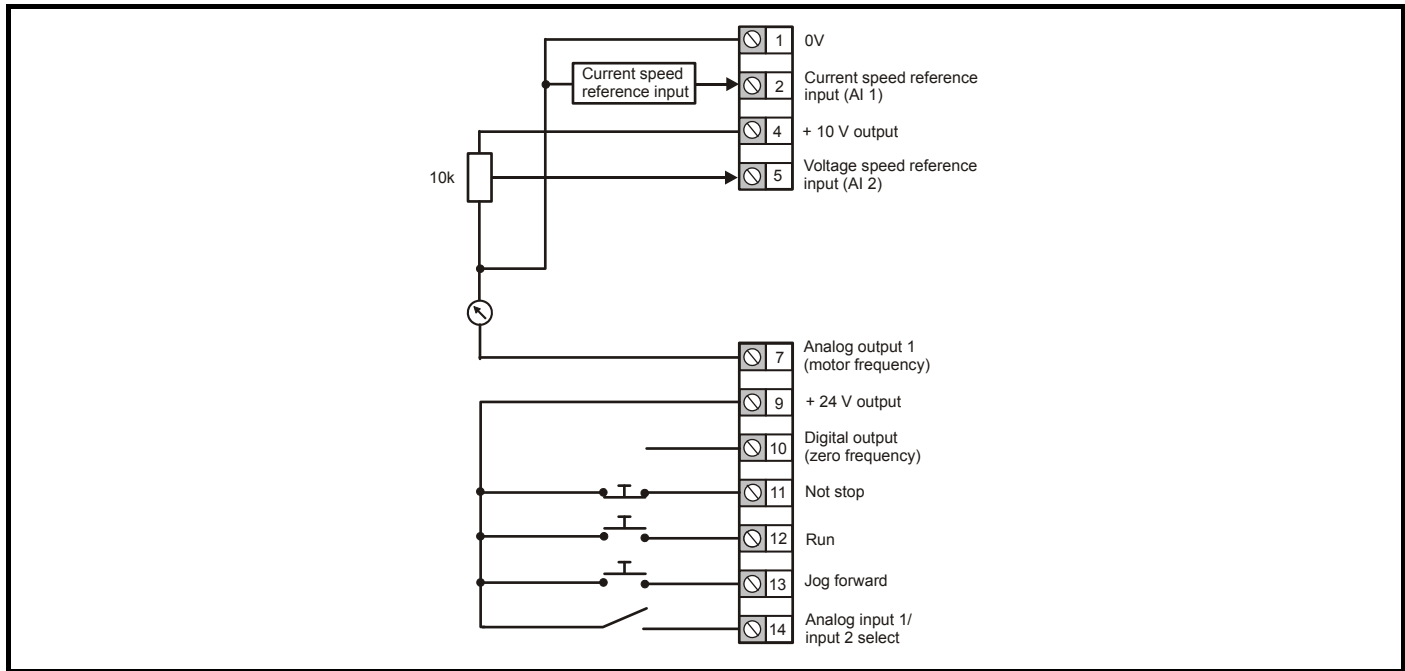 1 0V
Current speed
reference input
2 Current speed reference
input (AI 1)
4 + 10 V output
10k
5 Voltage speed reference
input (AI 2)
7 Analog output 1
(motor frequency)
9 + 24 V output
10 Digital output
(zero frequency)
11 Not stop
12 Run
13 Jog forward
14 Analog input 1/
input 2 select